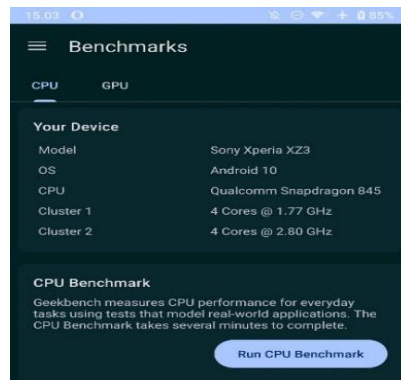 15.03
85%
Benchmarks
CPU GPU
Your Device
Model Sony Xperia XZ3
OS Android 10
CPU Qualcomm Snapdragon 845
Cluster 1 4 Cores @ 1.77 GHz
Cluster 2 4 Cores @ 2.80 GHz
CPU Benchmark
Geekbench measures CPU performance for everyday
tasks using tests that model real-world applications. The
CPU Benchmark takes several minutes to complete.
Run CPU Benchmark